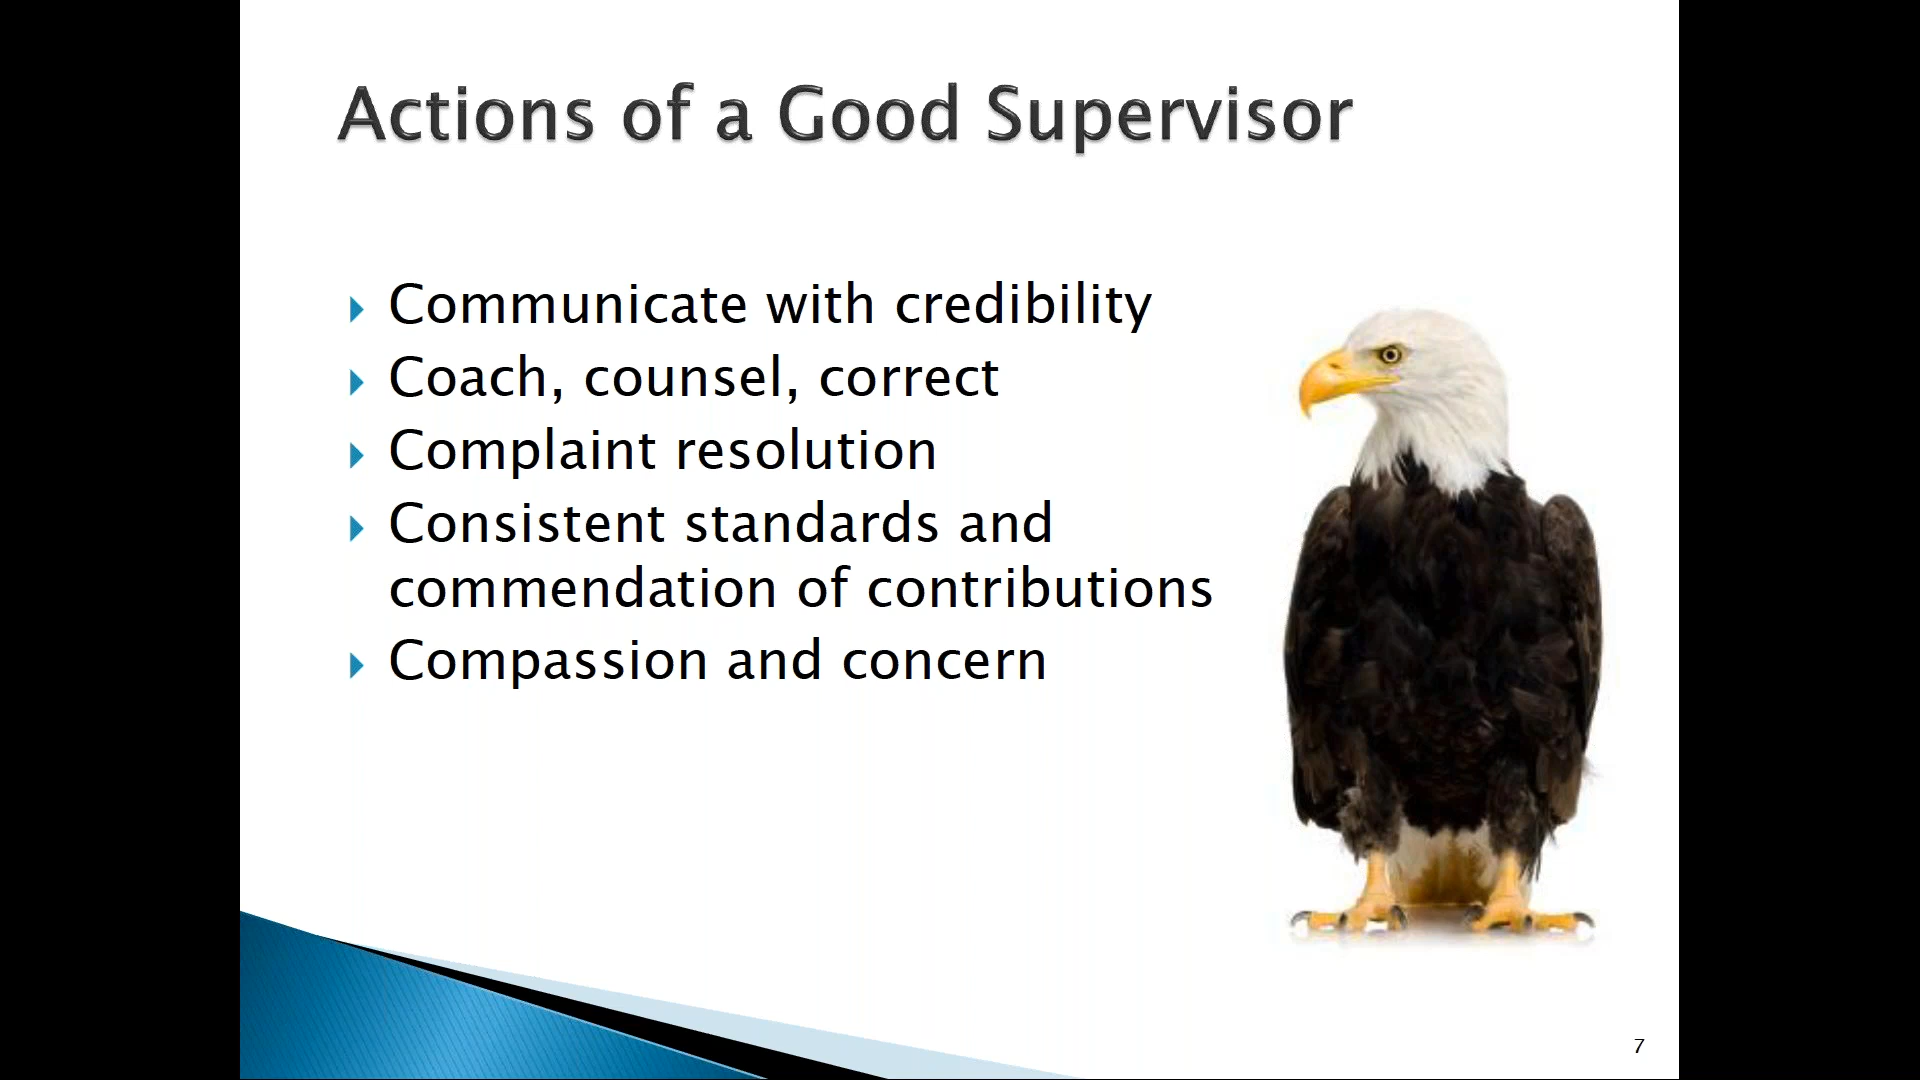 Actions of a Good Supervisor
Communicate with credibility
Coach, counsel, correct
Complaint resolution
Consistent standards and
commendation of contributions
Compassion and concern
7